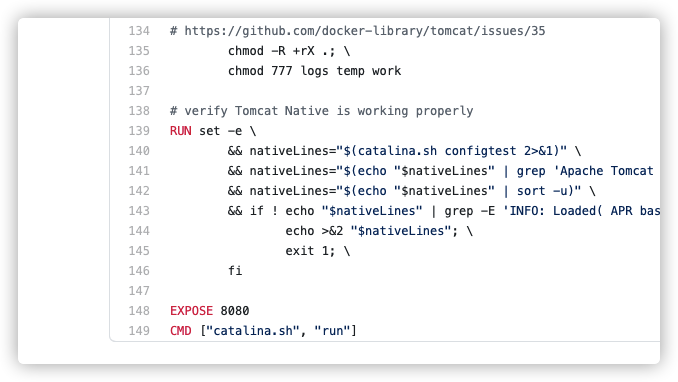 134 # https://github.com/docker-library/tomcat/issues/35
135 chmod -R +rX .; \
136 chmod 777 logs temp work
137
138 # verify Tomcat Native is working properly
139 RUN set -e \
140 && nativeLines="$(catalina.sh configtest 2>&1)" \
141 && nativeLines="$(echo "$nativeLines" | grep 'Apache Tomcat
142 && nativeLines="$(echo "$nativeLines" | sort -u)" \
143 && if ! echo "$nativeLines" | grep -E 'INFO: Loaded( APR bas
144 echo >&2 "$nativeLines"; \
145 exit 1; \
146 fi
147
148 EXPOSE 8080
149 CMD ["catalina.sh", "run"]